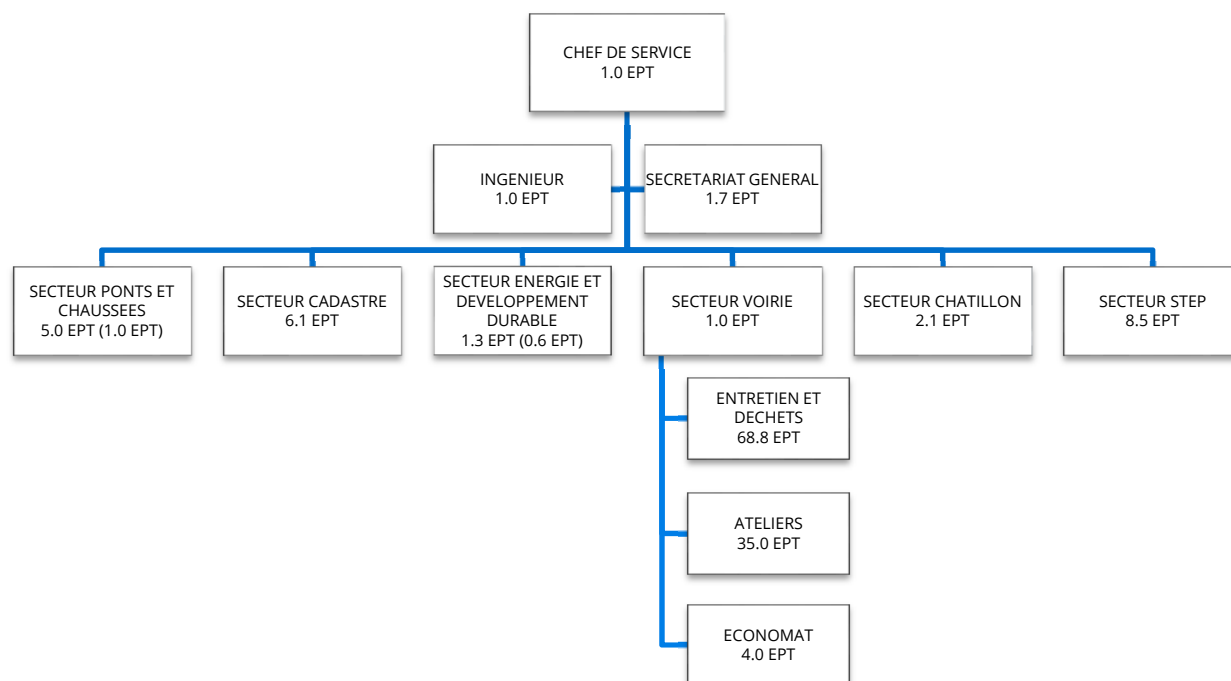 CHEF DE SERVICE
1.0 EPT
INGENIEUR
1.0 EPT
SECRETARIAT GENERAL
1.7 EPT
SECTEUR PONTS ET
CHAUSSEES
5.0 EPT (1.0 EPT)
SECTEUR CADASTRE
6.1 EPT
SECTEUR ENERGIE ET
DEVELOPPEMENT
DURABLE
1.3 EPT (0.6 EPT)
SECTEUR VOIRIE
1.0 EPT
SECTEUR CHATILLON
2.1 EPT
SECTEUR STEP
8.5 EPT
ENTRETIEN ET
DECHETS
68.8 EPT
ATELIERS
35.0 EPT
ECONOMAT
4.0 EPT